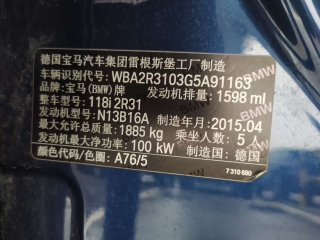 德国宝马汽车集团雷根斯堡工厂制造
车辆识别代号: WBA2R3103G5A91163
品牌: 宝马(BMW)牌 发动机排量: 1598 ml
整车型号: 118i 2R31
发动机型号: N13B16A 制造年月: 2015.04
最大允许总质量: 1885 kg 乘坐人数: 5 人
发动机最大净功率: 100 kW 制造国: 德国
颜色代码/色圈: A76/5
7 310 680